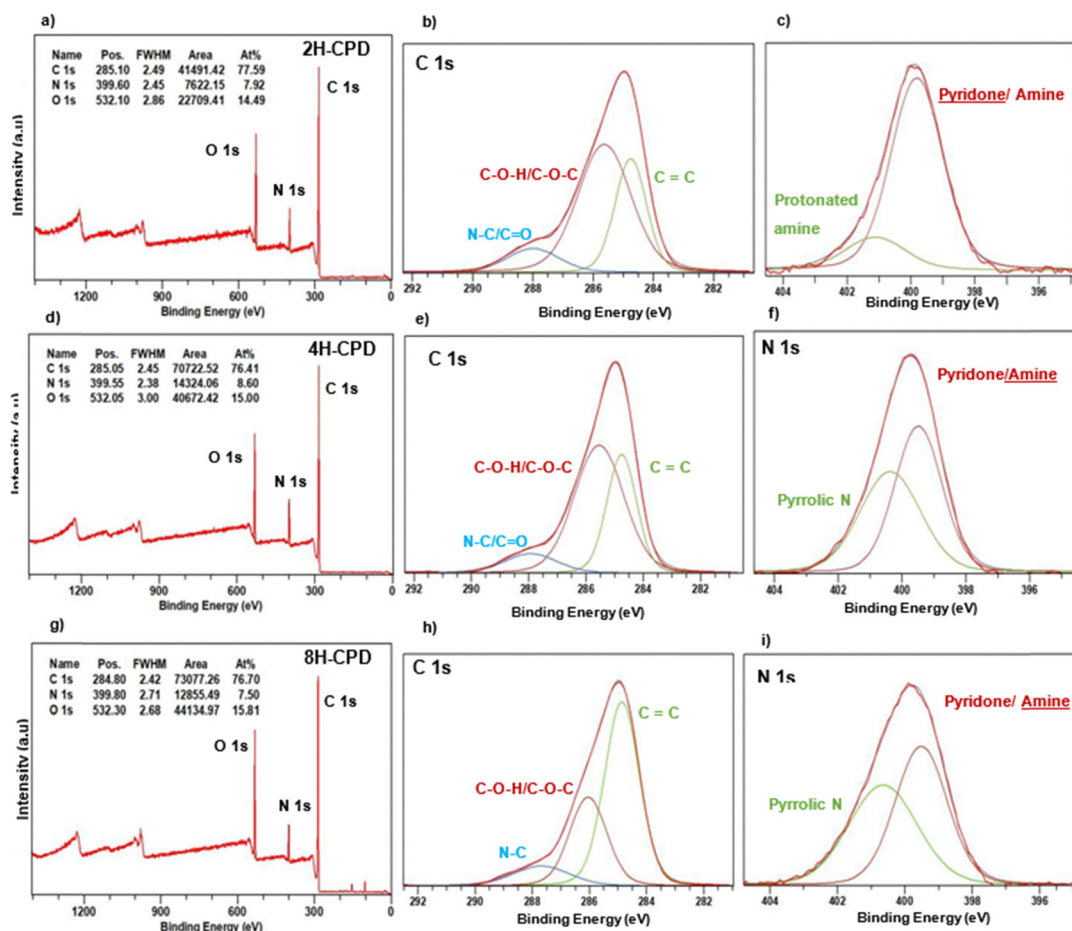 a)
2H-CPD
Name Pos. FWHM Area At%
C 1s 285.10 2.49 41491.42 77.59
N 1s 399.60 2.45 7622.15 7.92
O 1s 532.10 2.86 22709.41 14.49
C 1s
O 1s
N 1s
Intensity (a.u)
1200 900 600 300 0
Binding Energy (eV)
b)
C 1s
C-O-H/C-O-C
C = C
N-C/C=O
292 290 288 286 284 282
Binding Energy (eV)
c)
Pyridone/ Amine
Protonated
amine
404 402 400 398 396
Binding Energy (eV)
d)
4H-CPD
Name Pos. FWHM Area At%
C 1s 285.05 2.45 70722.52 76.41
N 1s 399.55 2.38 14324.06 8.60
O 1s 532.05 3.00 40672.42 15.00
C 1s
O 1s
N 1s
1200 900 600 300 0
Binding Energy (eV)
e)
C 1s
C-O-H/C-O-C
C = C
N-C/C=O
292 290 288 286 284 282
Binding Energy (eV)
f)
N 1s
Pyridone/Amine
Pyrrolic N
404 402 400 398 396
Binding Energy (eV)
g)
8H-CPD
Name Pos. FWHM Area At%
C 1s 284.80 2.42 73077.26 76.70
N 1s 399.80 2.71 12855.49 7.50
O 1s 532.30 2.68 44134.97 15.81
C 1s
O 1s
N 1s
Intensity (a.u)
1200 900 600 300 0
Binding Energy (eV)
h)
C 1s
C = C
C-O-H/C-O-C
N-C
292 290 288 286 284 282
Binding Energy (eV)
i)
N 1s
Pyridone/ Amine
Pyrrolic N
404 402 400 398 396
Binding Energy (eV)